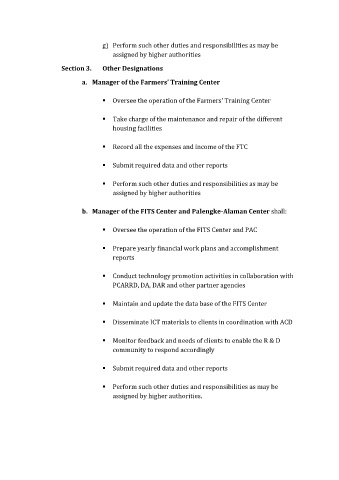 g) Perform such other duties and responsibilities as may be
assigned by higher authorities
Section 3. Other Designations
a. Manager of the Farmers' Training Center
▪ Oversee the operation of the Farmers' Training Center
▪ Take charge of the maintenance and repair of the different
housing facilities
▪ Record all the expenses and income of the FTC
▪ Submit required data and other reports
▪ Perform such other duties and responsibilities as may be
assigned by higher authorities
b. Manager of the FITS Center and Palengke-Alaman Center shall:
▪ Oversee the operation of the FITS Center and PAC
▪ Prepare yearly financial work plans and accomplishment
reports
▪ Conduct technology promotion activities in collaboration with
PCARRD, DA, DAR and other partner agencies
▪ Maintain and update the data base of the FITS Center
▪ Disseminate ICT materials to clients in coordination with ACD
▪ Monitor feedback and needs of clients to enable the R & D
community to respond accordingly
▪ Submit required data and other reports
▪ Perform such other duties and responsibilities as may be
assigned by higher authorities.